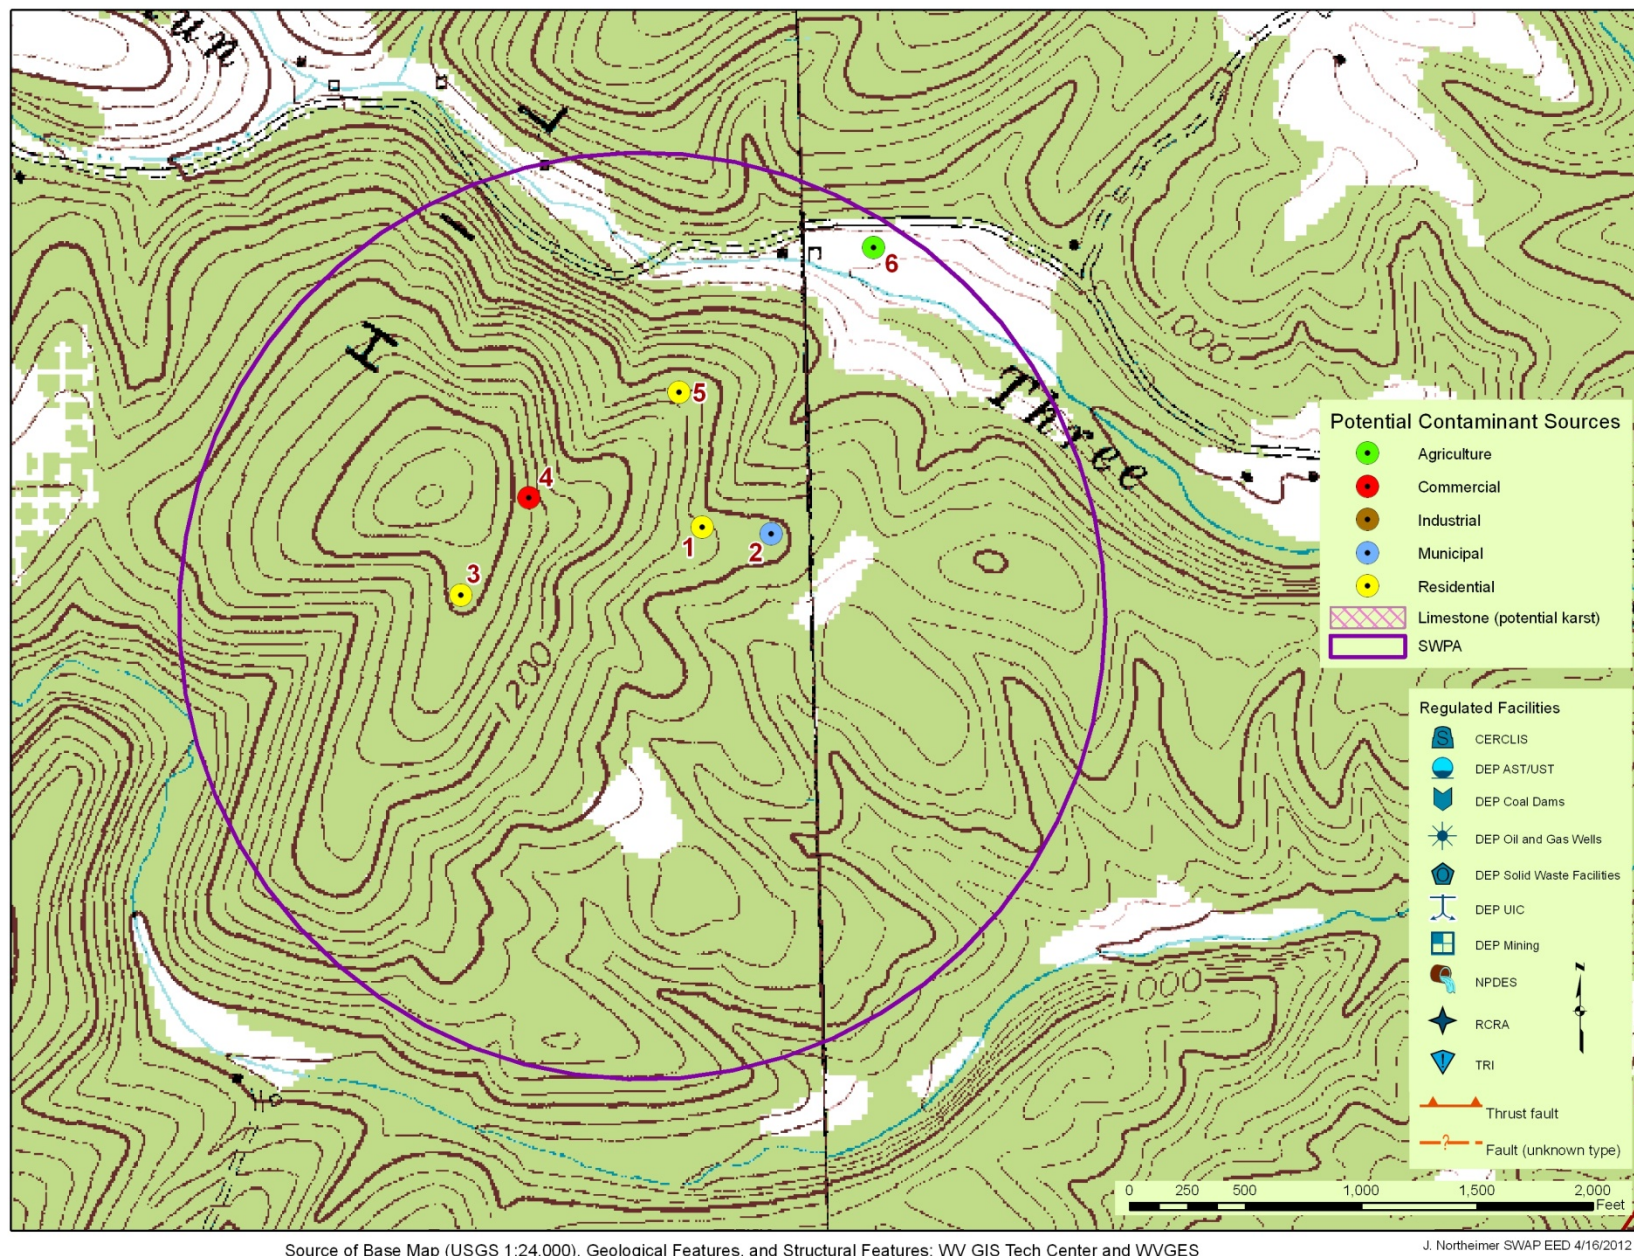 un
L
I
H
Three
1000
1200
1000
1
2
3
4
5
6
Potential Contaminant Sources
Agriculture
Commercial
Industrial
Municipal
Residential
Limestone (potential karst)
SWPA
Regulated Facilities
S CERCLIS
DEP AST/UST
DEP Coal Dams
DEP Oil and Gas Wells
DEP Solid Waste Facilities
DEP UIC
DEP Mining
NPDES
RCRA
! TRI
Thrust fault
? Fault (unknown type)
Z
0 250 500 1,000 1,500 2,000
Feet
Source of Base Map (USGS 1:24,000), Geological Features, and Structural Features: WV GIS Tech Center and WVGES
J. Northeimer SWAP EED 4/16/2012